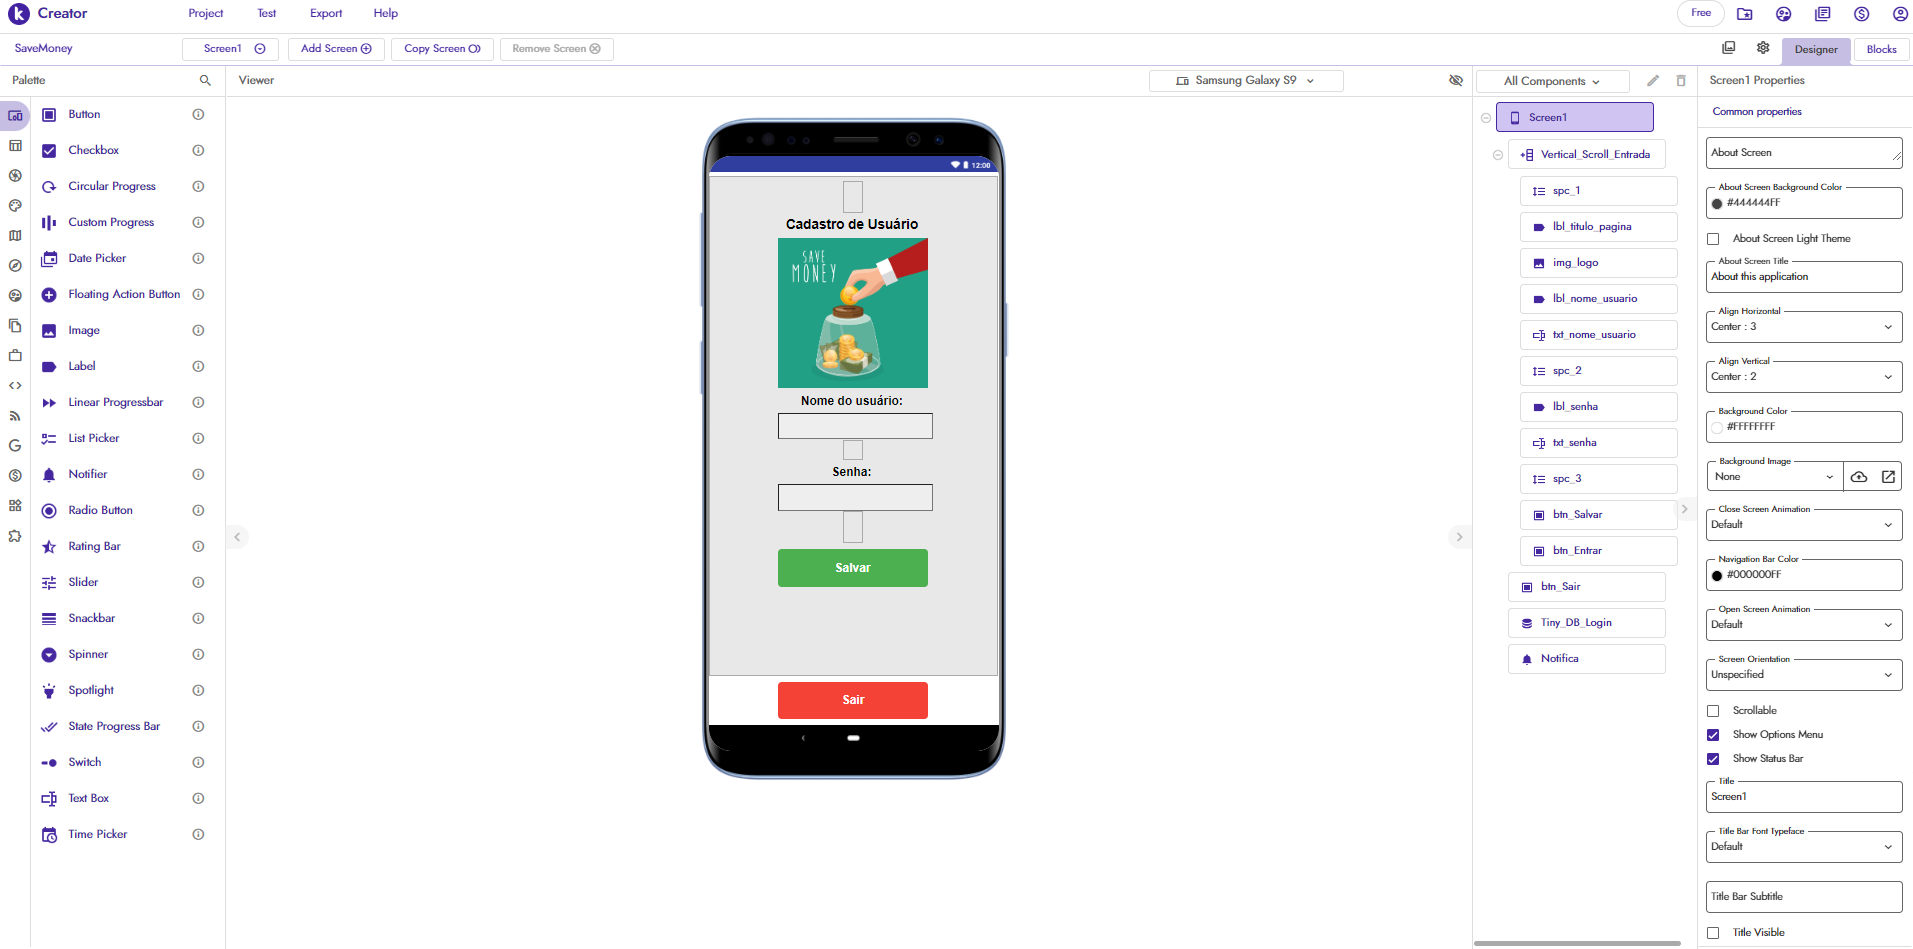 Creator
Project
Test
Export
Help
Free
SaveMoney
Screen1
Add Screen
Copy Screen
Remove Screen
Designer
Blocks
Palette
Viewer
Samsung Galaxy S9
All Components
Screen1 Properties
Button
Checkbox
Circular Progress
Custom Progress
Date Picker
Floating Action Button
Image
Label
Linear Progressbar
List Picker
Notifier
Radio Button
Rating Bar
Slider
Snackbar
Spinner
Spotlight
State Progress Bar
Switch
Text Box
Time Picker
12:00
Cadastro de Usuário
SAVE
MONEY
Nome do usuário:
Senha:
Salvar
Sair
Screen1
Vertical_Scroll_Entrada
spc_1
lbl_titulo_pagina
img_logo
lbl_nome_usuario
txt_nome_usuario
spc_2
lbl_senha
txt_senha
spc_3
btn_Salvar
btn_Entrar
btn_Sair
Tiny_DB_Login
Notifica
Common properties
About Screen
About Screen Background Color
#444444FF
About Screen Light Theme
About Screen Title
About this application
Align Horizontal
Center : 3
Align Vertical
Center : 2
Background Color
#FFFFFFFF
Background Image
None
Close Screen Animation
Default
Navigation Bar Color
#000000FF
Open Screen Animation
Default
Screen Orientation
Unspecified
Scrollable
Show Options Menu
Show Status Bar
Title
Screen1
Title Bar Font Typeface
Default
Title Bar Subtitle
Title Visible